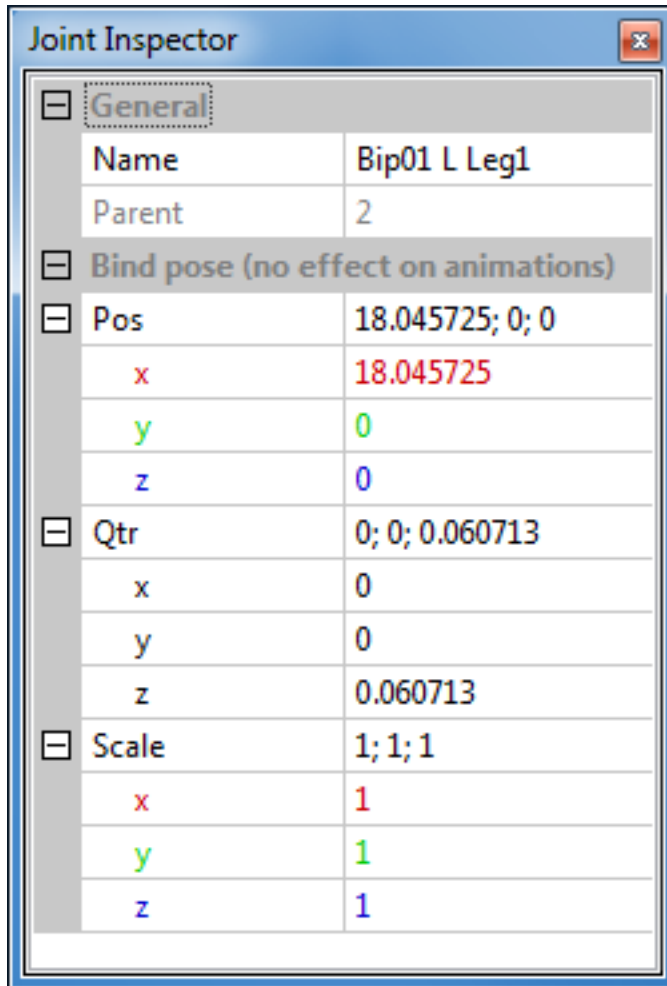 Joint Inspector
General
Name Bip01 L Leg1
Parent 2
Bind pose (no effect on animations)
Pos 18.045725; 0; 0
x 18.045725
y 0
z 0
Qtr 0; 0; 0.060713
x 0
y 0
z 0.060713
Scale 1; 1; 1
x 1
y 1
z 1